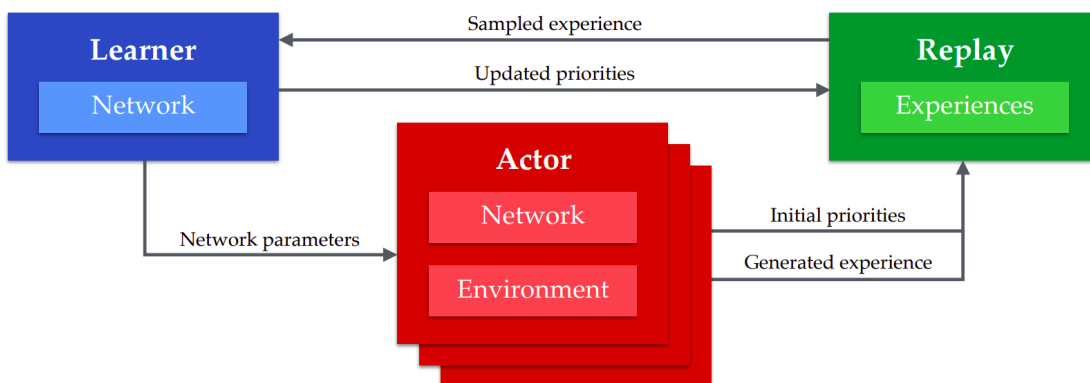 Sampled experience
Learner
Replay
Updated priorities
Network
Experiences
Actor
Network
Initial priorities
Network parameters
Generated experience
Environment